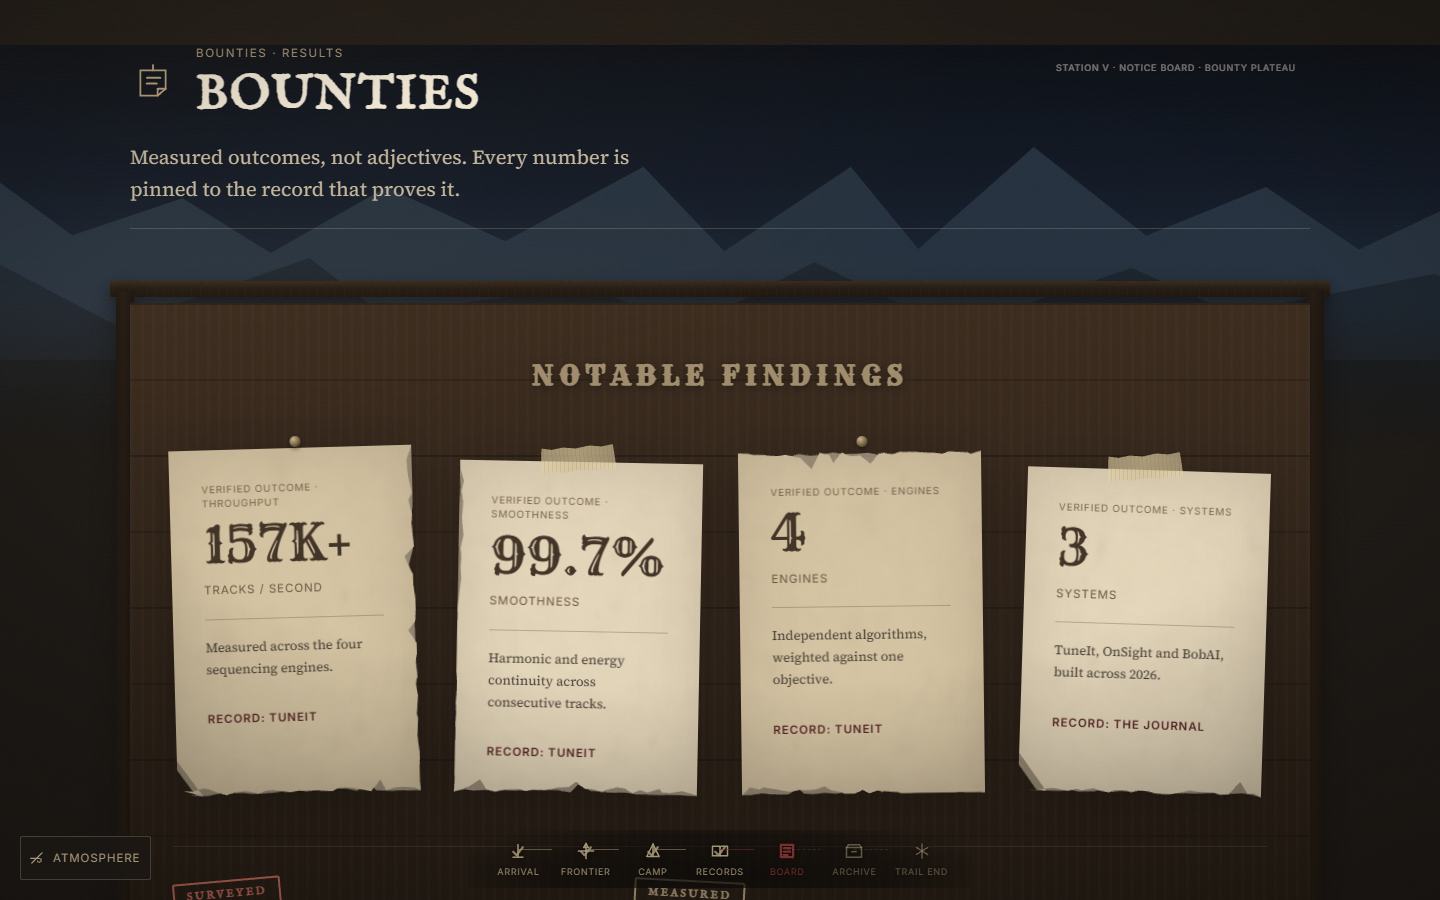 BOUNTIES · RESULTS
BOUNTIES
STATION V · NOTICE BOARD · BOUNTY PLATEAU
Measured outcomes, not adjectives. Every number is
pinned to the record that proves it.
NOTABLE FINDINGS
VERIFIED OUTCOME ·
THROUGHPUT
157K+
TRACKS / SECOND
Measured across the four
sequencing engines.
RECORD: TUNEIT
VERIFIED OUTCOME ·
SMOOTHNESS
99.7%
SMOOTHNESS
Harmonic and energy
continuity across
consecutive tracks.
RECORD: TUNEIT
VERIFIED OUTCOME · ENGINES
4
ENGINES
Independent algorithms,
weighted against one
objective.
RECORD: TUNEIT
VERIFIED OUTCOME · SYSTEMS
3
SYSTEMS
TuneIt, OnSight and BobAI,
built across 2026.
RECORD: THE JOURNAL
ATMOSPHERE
ARRIVAL
FRONTIER
CAMP
RECORDS
BOARD
ARCHIVE
TRAIL END
SURVEYED
MEASURED